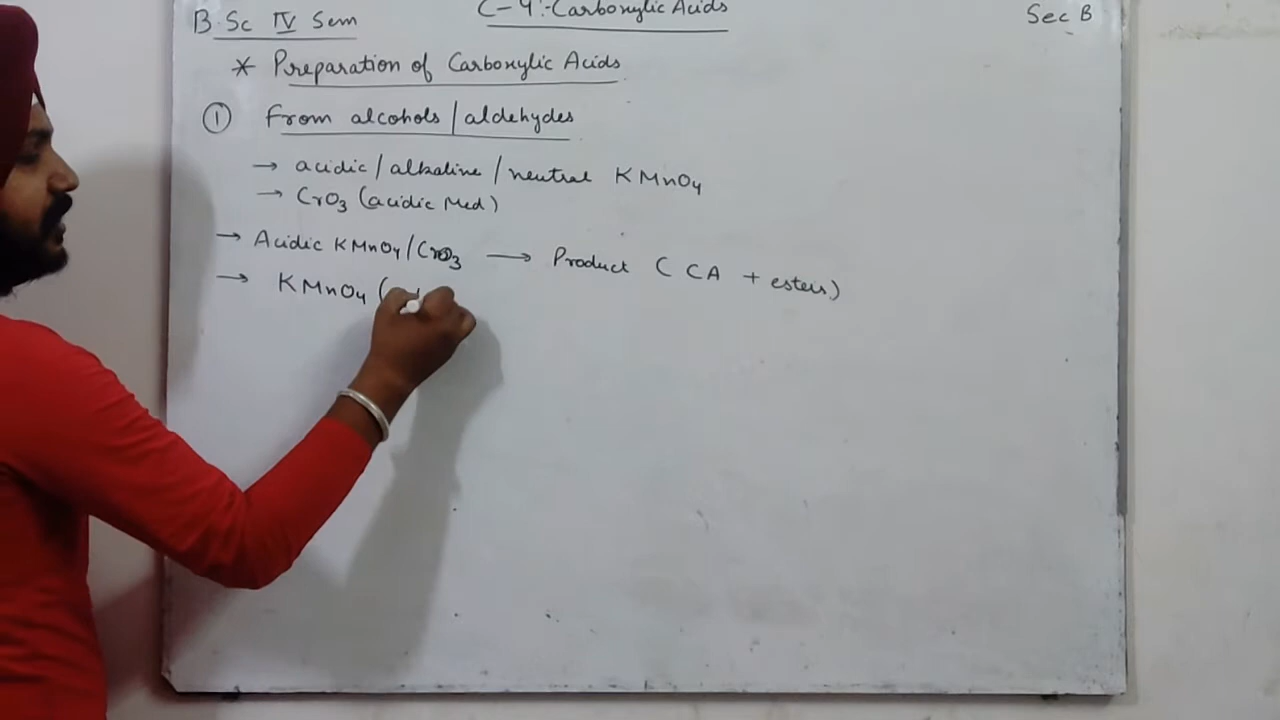 B.Sc IV Sem C-4:-Carboxylic Acids Sec B
* Preparation of Carboxylic Acids
① From alcohols/aldehydes
→ acidic/alkaline/neutral KMnO4
→ CrO3 (acidic Med)
→ Acidic KMnO4/CrO3 → Product (CA + esters)
→ KMnO4 (